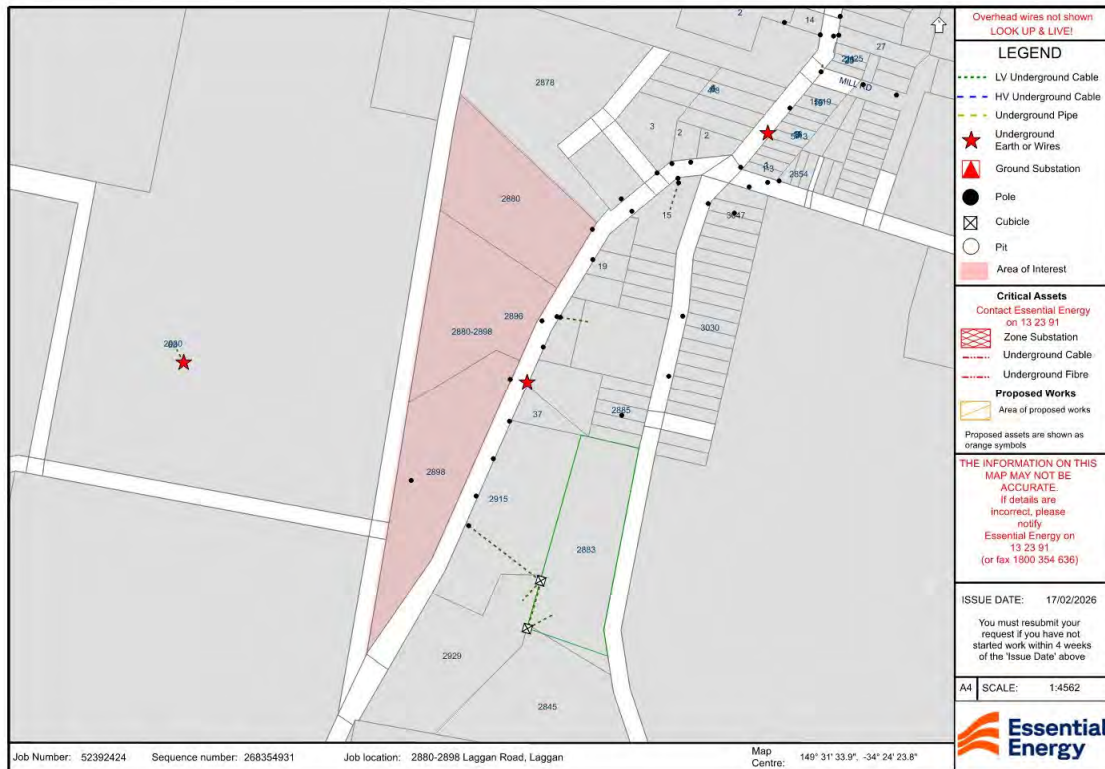 2
14
27
2878
MILL RD
3
2
2
2854
2880
15
3047
19
2890
2880-2898
3030
37
2885
2898
2915
2883
2929
2845
Overhead wires not shown
LOOK UP & LIVE!
LEGEND
LV Underground Cable
HV Underground Cable
Underground Pipe
Underground
Earth or Wires
Ground Substation
Pole
Cubicle
Pit
Area of Interest
Critical Assets
Contact Essential Energy
on 13 23 91
Zone Substation
Underground Cable
Underground Fibre
Proposed Works
Area of proposed works
Proposed assets are shown as
orange symbols
THE INFORMATION ON THIS
MAP MAY NOT BE
ACCURATE.
If details are
incorrect, please
notify
Essential Energy on
13 23 91
(or fax 1800 354 636)
ISSUE DATE: 17/02/2026
You must resubmit your
request if you have not
started work within 4 weeks
of the 'Issue Date' above
A4 SCALE: 1:4562
Essential
Energy
Job Number: 52392424 Sequence number: 268354931 Job location: 2880-2898 Laggan Road, Laggan Map
Centre: 149° 31' 33.9", -34° 24' 23.8"